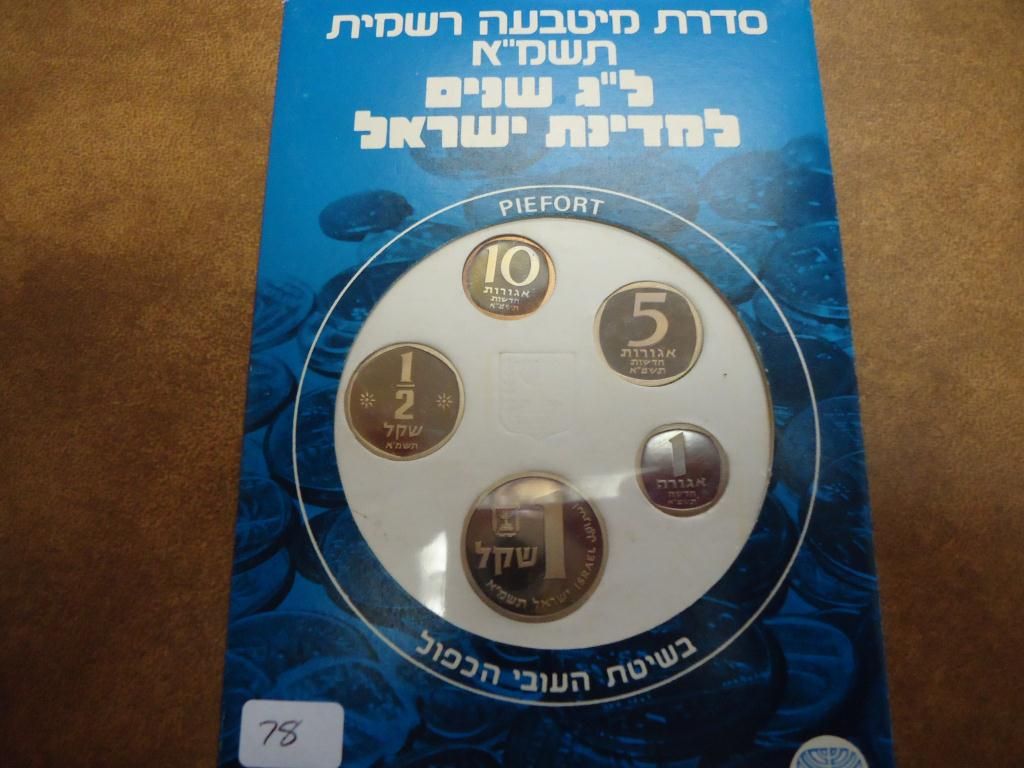 סדרת מיטבעה רשמית
תשמ"א
ל"ג שנים
למדינת ישראל
PIEFORT
10
אגורות
חדשות
תשמ"א
5
אגורות
חדשות
תשמ"א
1/2
שקל
תשמ"א
1
אגורה
חדשה
תשמ"א
1
שקל
ישראל תשמ"א ISRAEL
בשיטת העובי הכפול
78